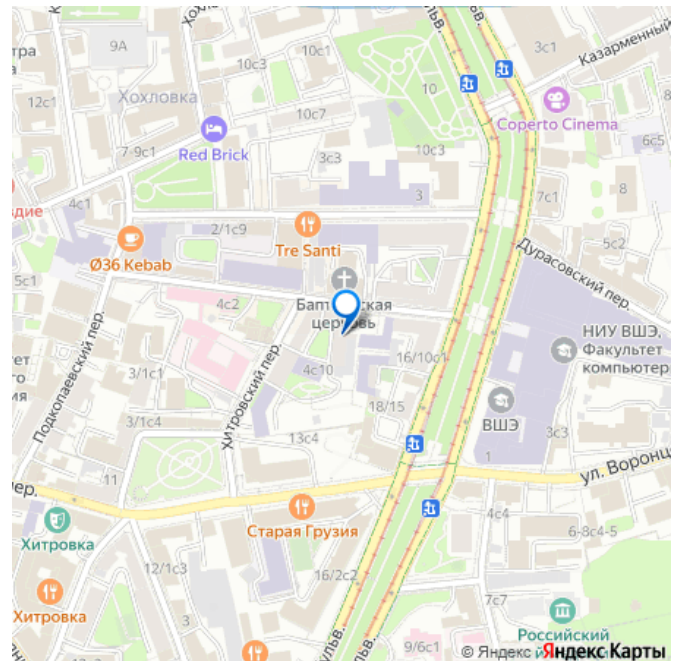 9А
3с1
Казарменный
12с1
10с1
Хохловка
10
Coperto Cinema
10с7
Red Brick
7-9с1
3с3
10с3
6с5
3
4с1
8
7с1
2/1с9
Tre Santi
Ø36 Kebab
5с2
Дурасовский пер.
5с1
4с2
церковь
НИУ ВШЭ,
Факультет
компьютер
16/10с1
Подкопаевский пер.
3/1с1
Хитровский пер.
4с10
ВШЭ
18/15
3/1с4
13с4
3с3
1
11
ул. Воронц
пер.
4с4
Старая Грузия
6-8с4-5
Хитровка
12/1с3
16/2с2
7с7
Хитровка
Российский
9/6с1
© Яндекс Яндекс Карты